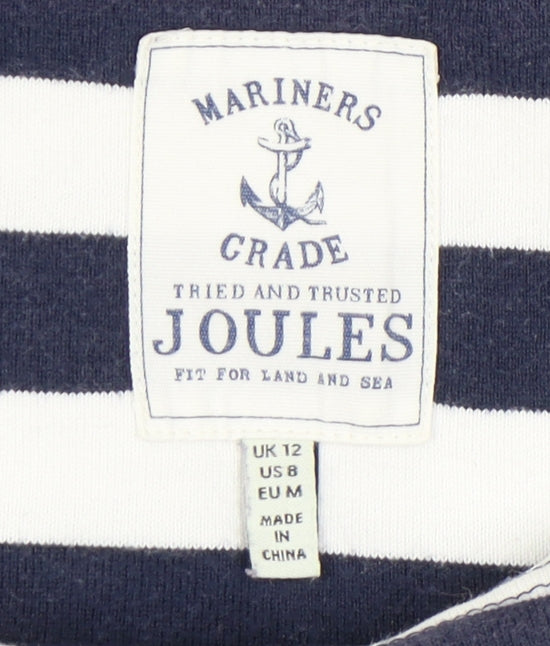 MARINERS
GRADE
TRIED AND TRUSTED
JOULES
FIT FOR LAND AND SEA
UK 12
US 8
EU M
MADE
IN
CHINA